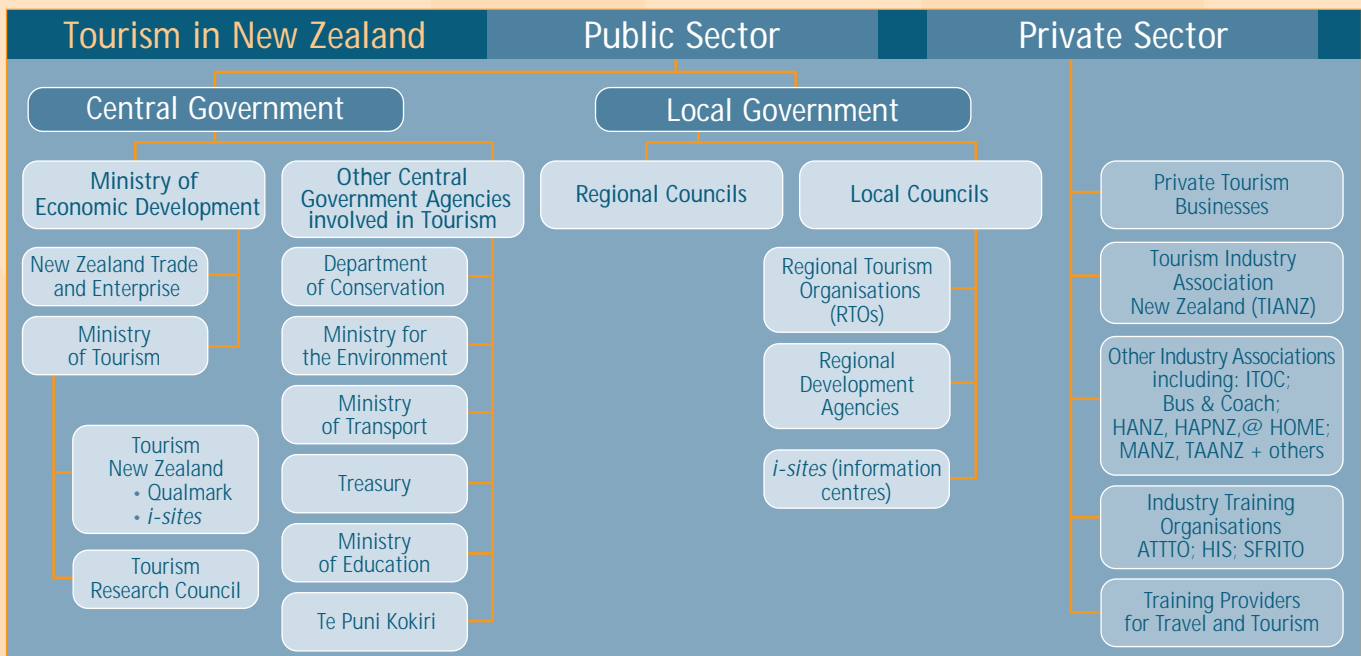 Tourism in New Zealand
Public Sector
Private Sector
Central Government
Local Government
Ministry of
Economic Development
Other Central
Government Agencies
involved in Tourism
Regional Councils
Local Councils
Private Tourism
Businesses
New Zealand Trade
and Enterprise
Ministry
of Tourism
Tourism
New Zealand
• Qualmark
• i-sites
Tourism
Research Council
Department
of Conservation
Ministry for
the Environment
Ministry
of Transport
Treasury
Ministry
of Education
Te Puni Kokiri
Regional Tourism
Organisations
(RTOs)
Regional
Development
Agencies
i-sites (information
centres)
Tourism Industry
Association
New Zealand (TIANZ)
Other Industry Associations
including: ITOC;
Bus & Coach;
HANZ, HAPNZ,@ HOME;
MANZ, TAANZ + others
Industry Training
Organisations
ATTTO; HIS; SFRITO
Training Providers
for Travel and Tourism